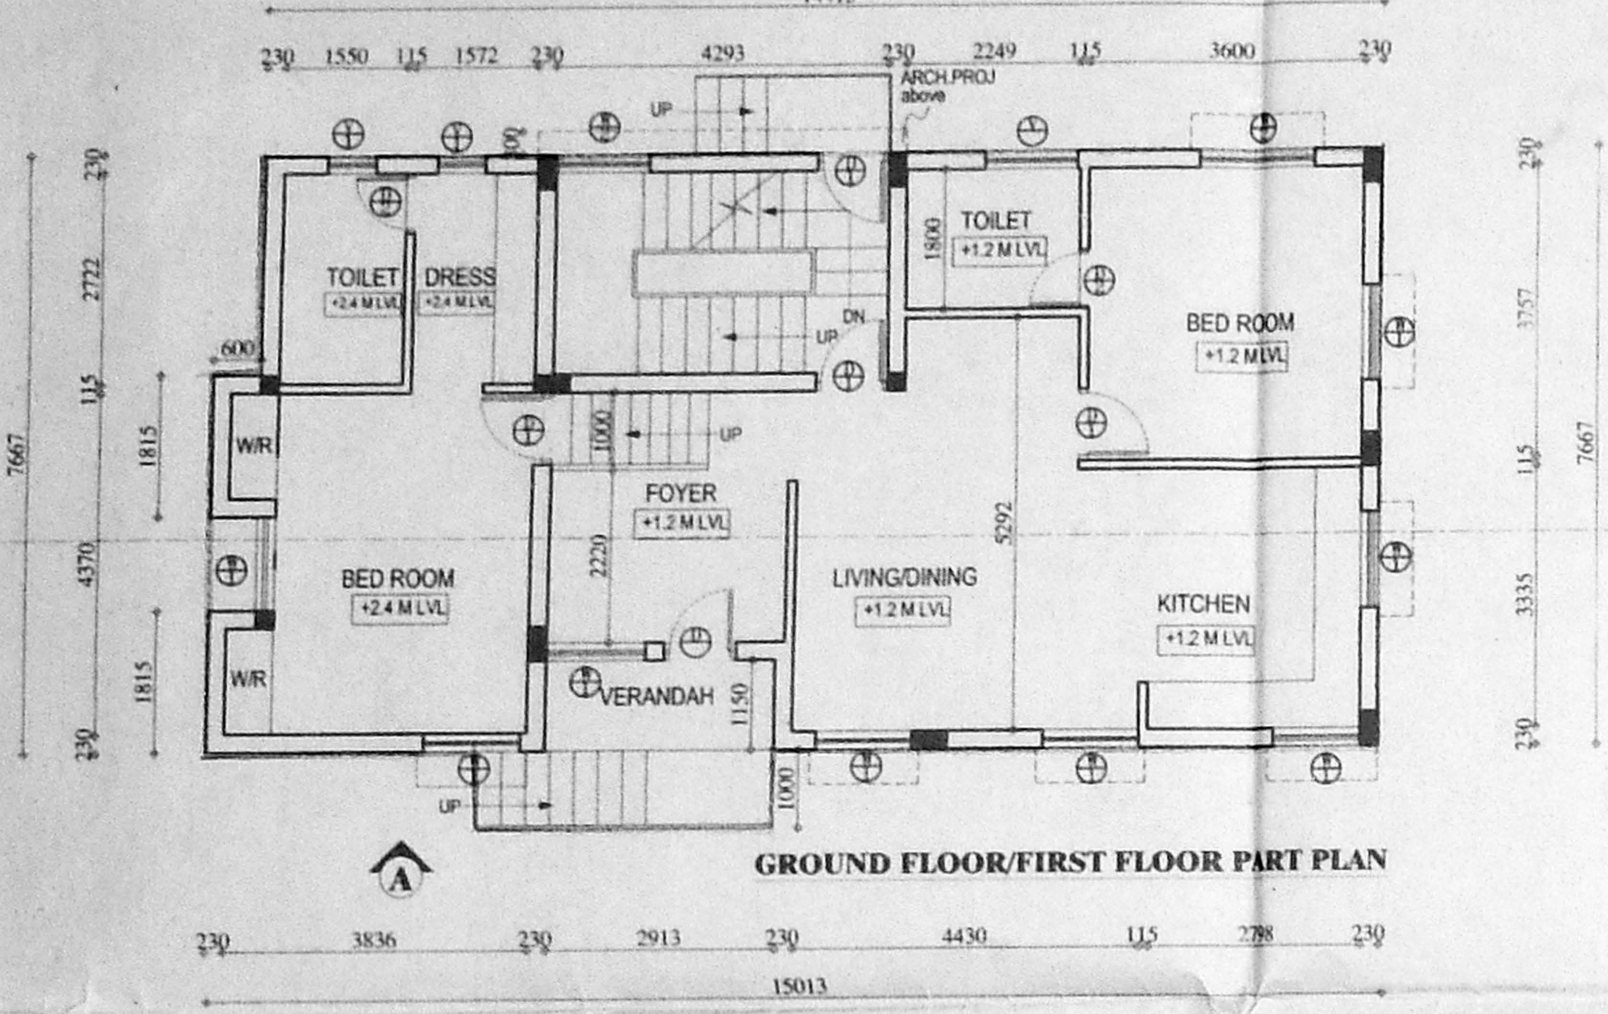 230 1550 115 1572 230 4293 230 2249 115 3600 230
ARCH.PROJ
above
UP
230
2722
115
4370
230
7667
600
1815
1815
TOILET
+2.4 M LVL
DRESS
+2.4 M LVL
UP
DN
TOILET
+1.2 M LVL
1800
BED ROOM
+1.2 M LVL
W/R
1000
UP
FOYER
+1.2 M LVL
2220
BED ROOM
+2.4 M LVL
W/R
LIVING/DINING
+1.2 M LVL
5292
KITCHEN
+1.2 M LVL
VERANDAH
1150
1000
UP
230
3757
115
3335
230
7667
A
GROUND FLOOR/FIRST FLOOR PART PLAN
230 3836 230 2913 230 4430 115 2798 230
15013